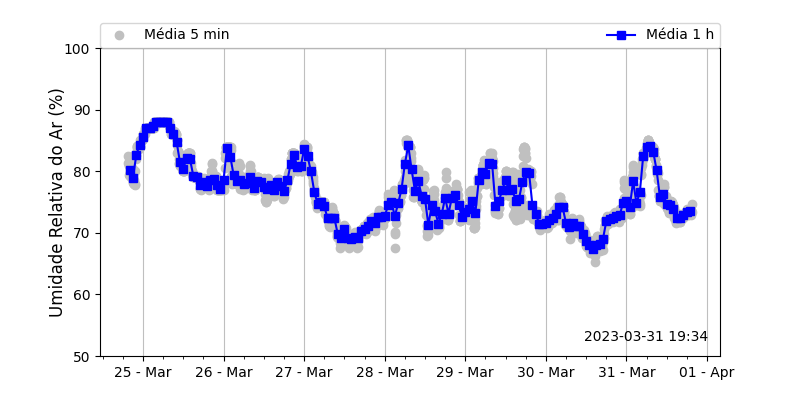 Média 5 min
Média 1 h
Umidade Relativa do Ar (%)
100
90
80
70
60
50
2023-03-31 19:34
25 - Mar
26 - Mar
27 - Mar
28 - Mar
29 - Mar
30 - Mar
31 - Mar
01 - Apr